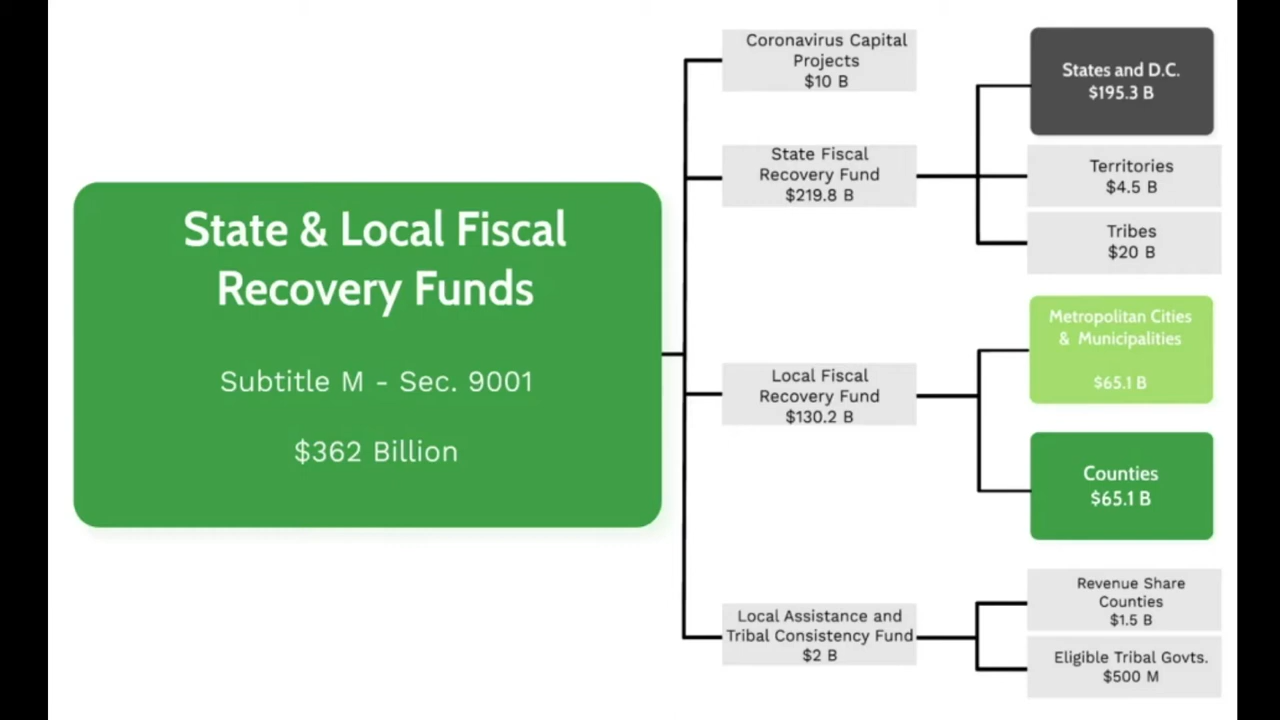 State & Local Fiscal
Recovery Funds
Subtitle M - Sec. 9001
$362 Billion
Coronavirus Capital
Projects
$10 B
State Fiscal
Recovery Fund
$219.8 B
States and D.C.
$195.3 B
Territories
$4.5 B
Tribes
$20 B
Local Fiscal
Recovery Fund
$130.2 B
Metropolitan Cities
& Municipalities
$65.1 B
Counties
$65.1 B
Local Assistance and
Tribal Consistency Fund
$2 B
Revenue Share
Counties
$1.5 B
Eligible Tribal Govts.
$500 M